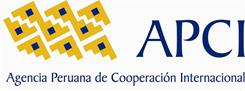 APCI
Agencia Peruana de Cooperación Internacional